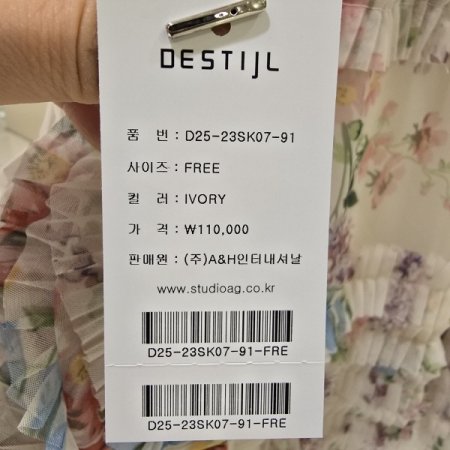 DESTIJL
품 번 : D25-23SK07-91
사이즈 : FREE
컬 러 : IVORY
가 격 : ₩110,000
판매원 : (주)A&H인터내셔날
www.studioag.co.kr
D25-23SK07-91-FRE
D25-23SK07-91-FRE